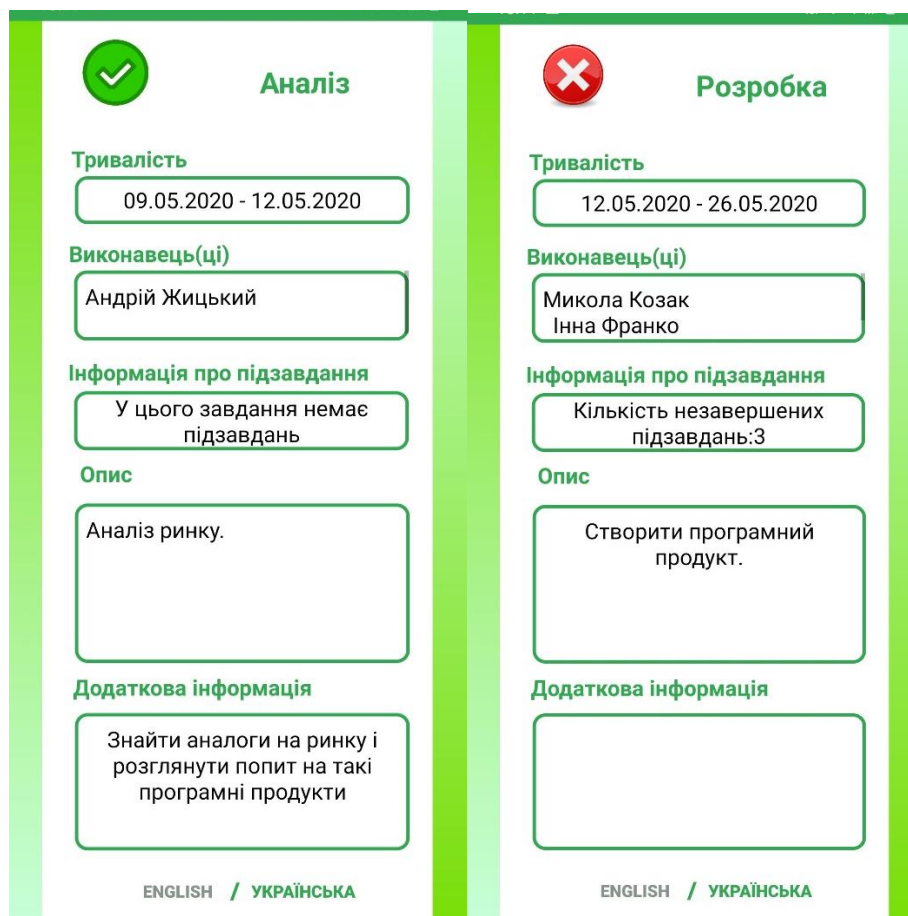 Аналіз
Тривалість
09.05.2020 - 12.05.2020
Виконавець(ці)
Андрій Жицький
Інформація про підзавдання
У цього завдання немає
підзавдань
Опис
Аналіз ринку.
Додаткова інформація
Знайти аналоги на ринку і
розглянути попит на такі
програмні продукти
ENGLISH / УКРАЇНСЬКА
Розробка
Тривалість
12.05.2020 - 26.05.2020
Виконавець(ці)
Микола Козак
Інна Франко
Інформація про підзавдання
Кількість незавершених
підзавдань:3
Опис
Створити програмний
продукт.
Додаткова інформація
ENGLISH / УКРАЇНСЬКА